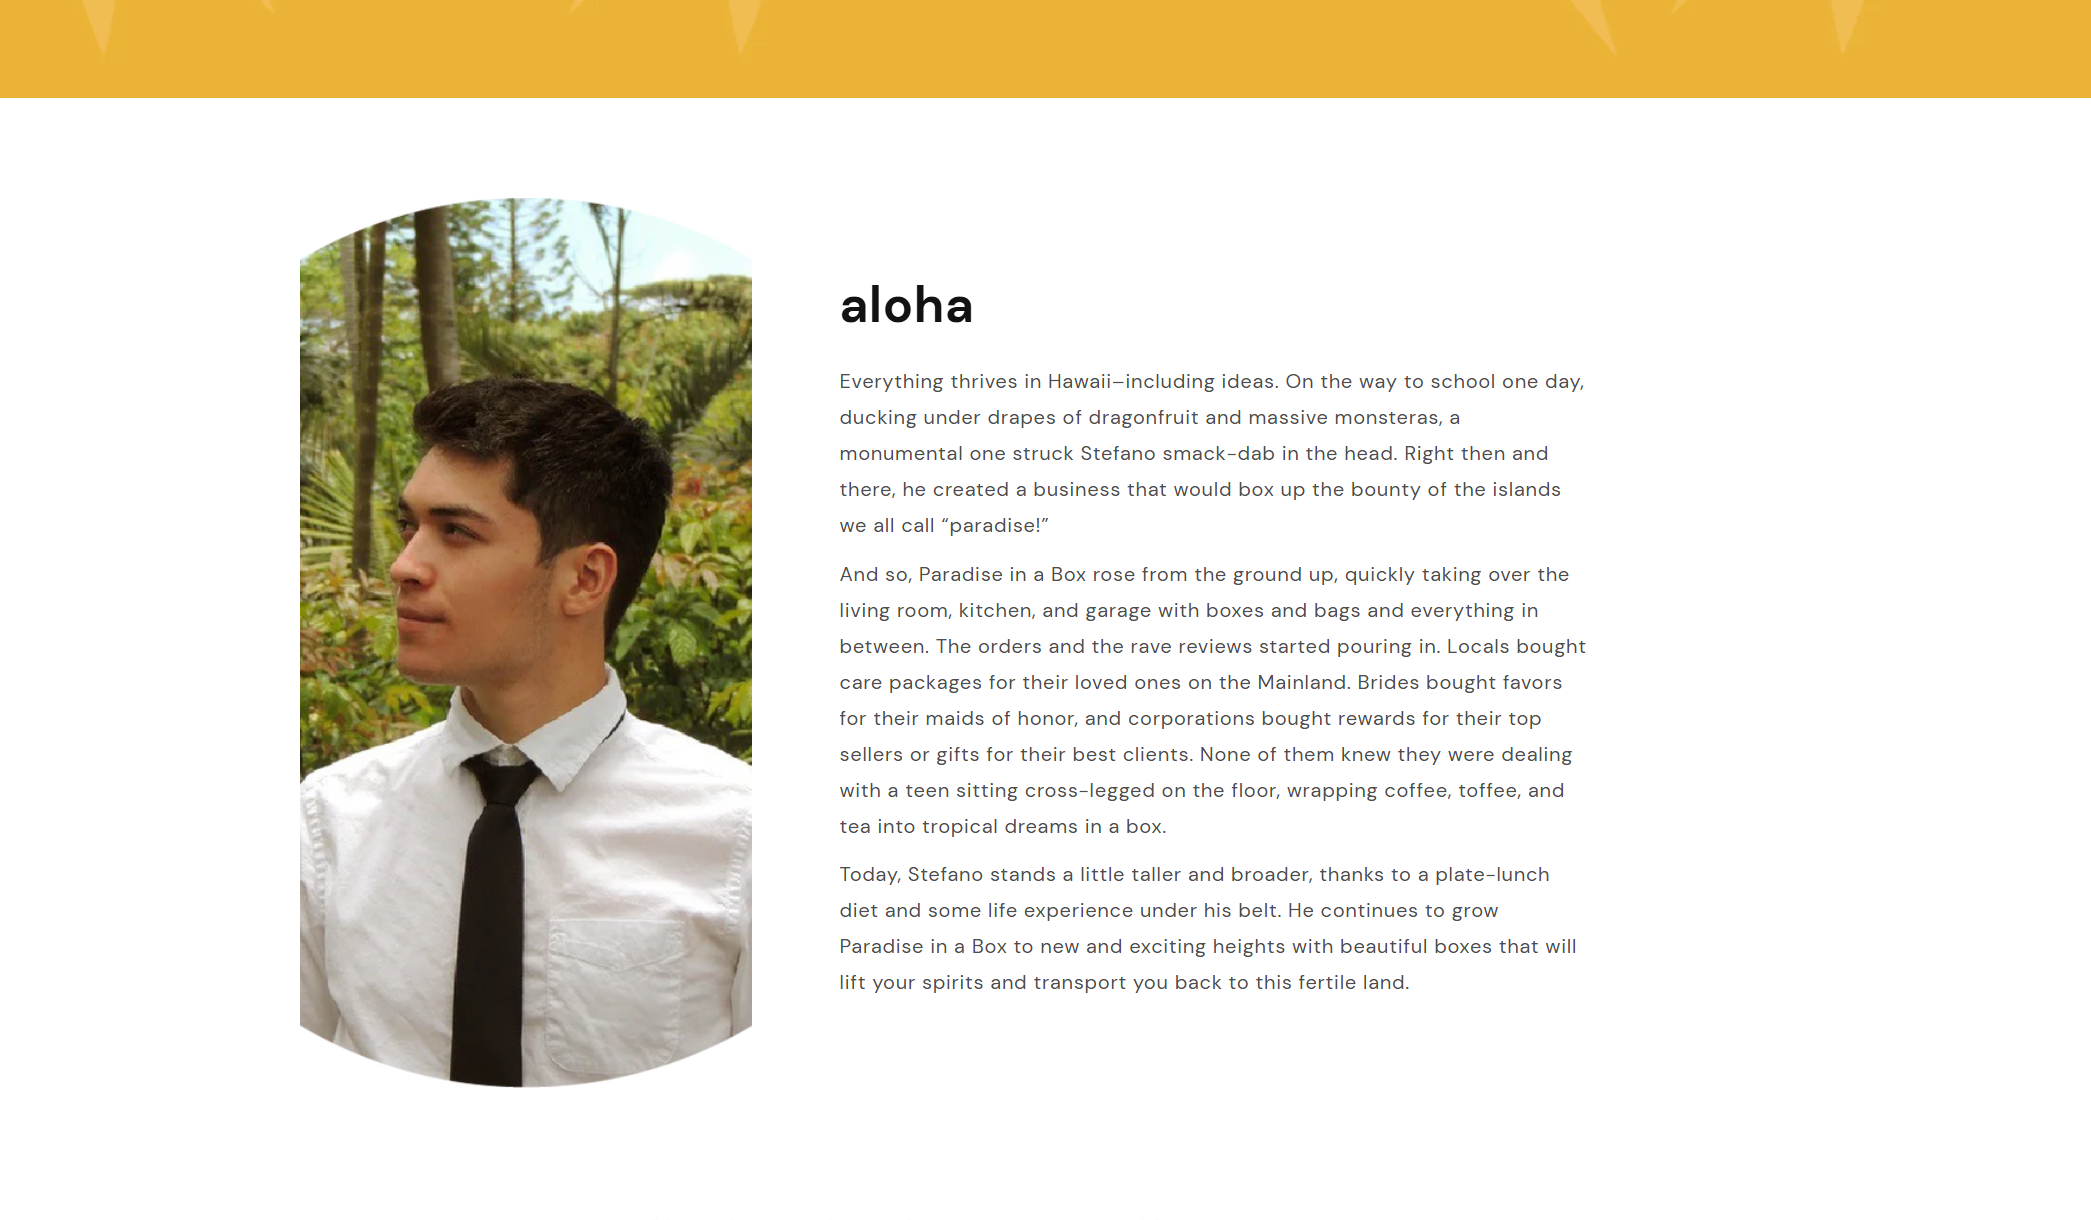 aloha
Everything thrives in Hawaii–including ideas. On the way to school one day,
ducking under drapes of dragonfruit and massive monsteras, a
monumental one struck Stefano smack-dab in the head. Right then and
there, he created a business that would box up the bounty of the islands
we all call “paradise!”
And so, Paradise in a Box rose from the ground up, quickly taking over the
living room, kitchen, and garage with boxes and bags and everything in
between. The orders and the rave reviews started pouring in. Locals bought
care packages for their loved ones on the Mainland. Brides bought favors
for their maids of honor, and corporations bought rewards for their top
sellers or gifts for their best clients. None of them knew they were dealing
with a teen sitting cross-legged on the floor, wrapping coffee, toffee, and
tea into tropical dreams in a box.
Today, Stefano stands a little taller and broader, thanks to a plate-lunch
diet and some life experience under his belt. He continues to grow
Paradise in a Box to new and exciting heights with beautiful boxes that will
lift your spirits and transport you back to this fertile land.